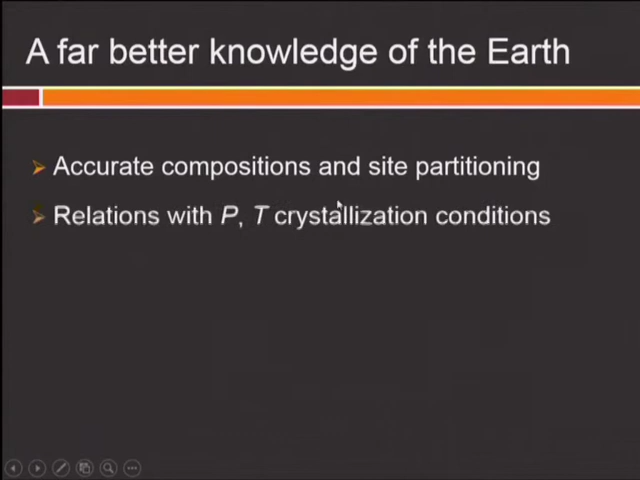 A far better knowledge of the Earth
Accurate compositions and site partitioning
Relations with P, T crystallization conditions